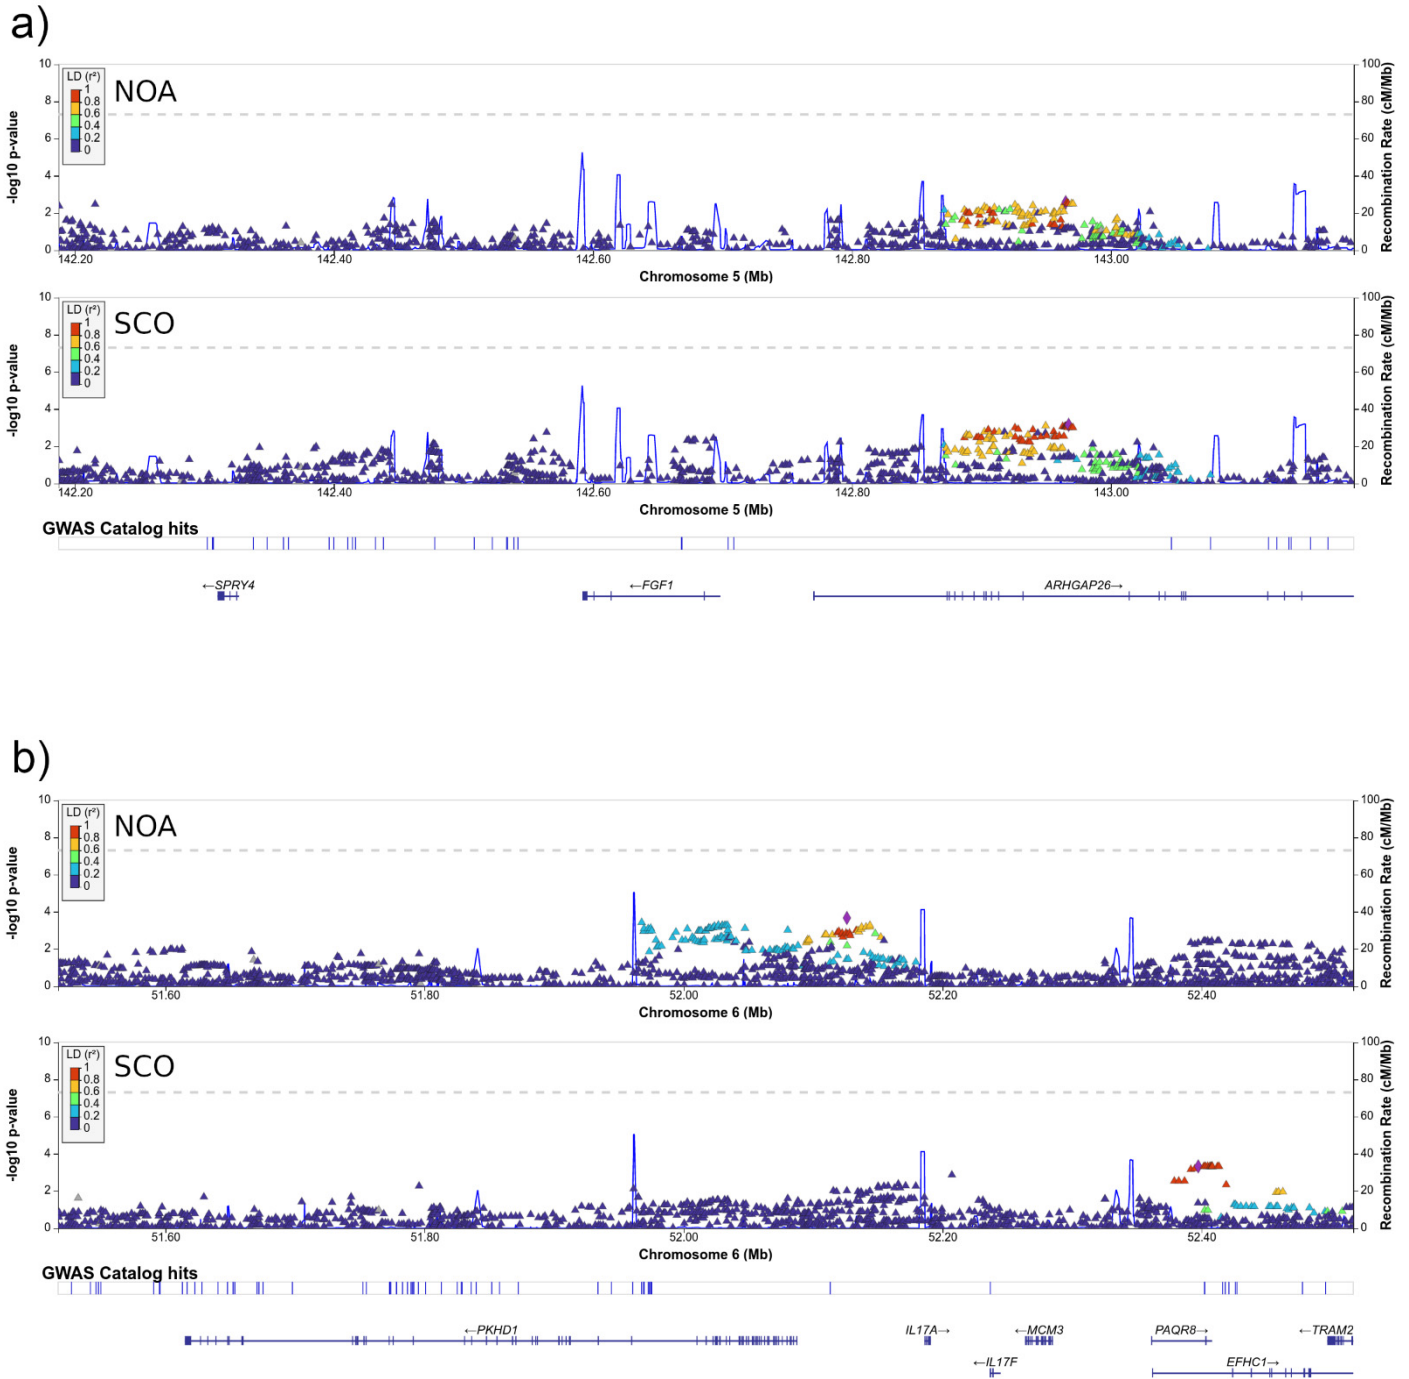 a)
NOA
LD (r²)
1
0.8
0.6
0.4
0.2
0
-log10 p-value
10
8
6
4
2
0
Recombination Rate (cM/Mb)
100
80
60
40
20
0
142.20 142.40 142.60 142.80 143.00
Chromosome 5 (Mb)
SCO
LD (r²)
1
0.8
0.6
0.4
0.2
0
-log10 p-value
10
8
6
4
2
0
Recombination Rate (cM/Mb)
100
80
60
40
20
0
142.20 142.40 142.60 142.80 143.00
Chromosome 5 (Mb)
GWAS Catalog hits
←SPRY4 ←FGF1 ARHGAP26→
b)
NOA
LD (r²)
1
0.8
0.6
0.4
0.2
0
-log10 p-value
10
8
6
4
2
0
Recombination Rate (cM/Mb)
100
80
60
40
20
0
51.60 51.80 52.00 52.20 52.40
Chromosome 6 (Mb)
SCO
LD (r²)
1
0.8
0.6
0.4
0.2
0
-log10 p-value
10
8
6
4
2
0
Recombination Rate (cM/Mb)
100
80
60
40
20
0
51.60 51.80 52.00 52.20 52.40
Chromosome 6 (Mb)
GWAS Catalog hits
←PKHD1 IL17A→ ←MCM3 PAQR8→ ←TRAM2
←IL17F EFHC1→